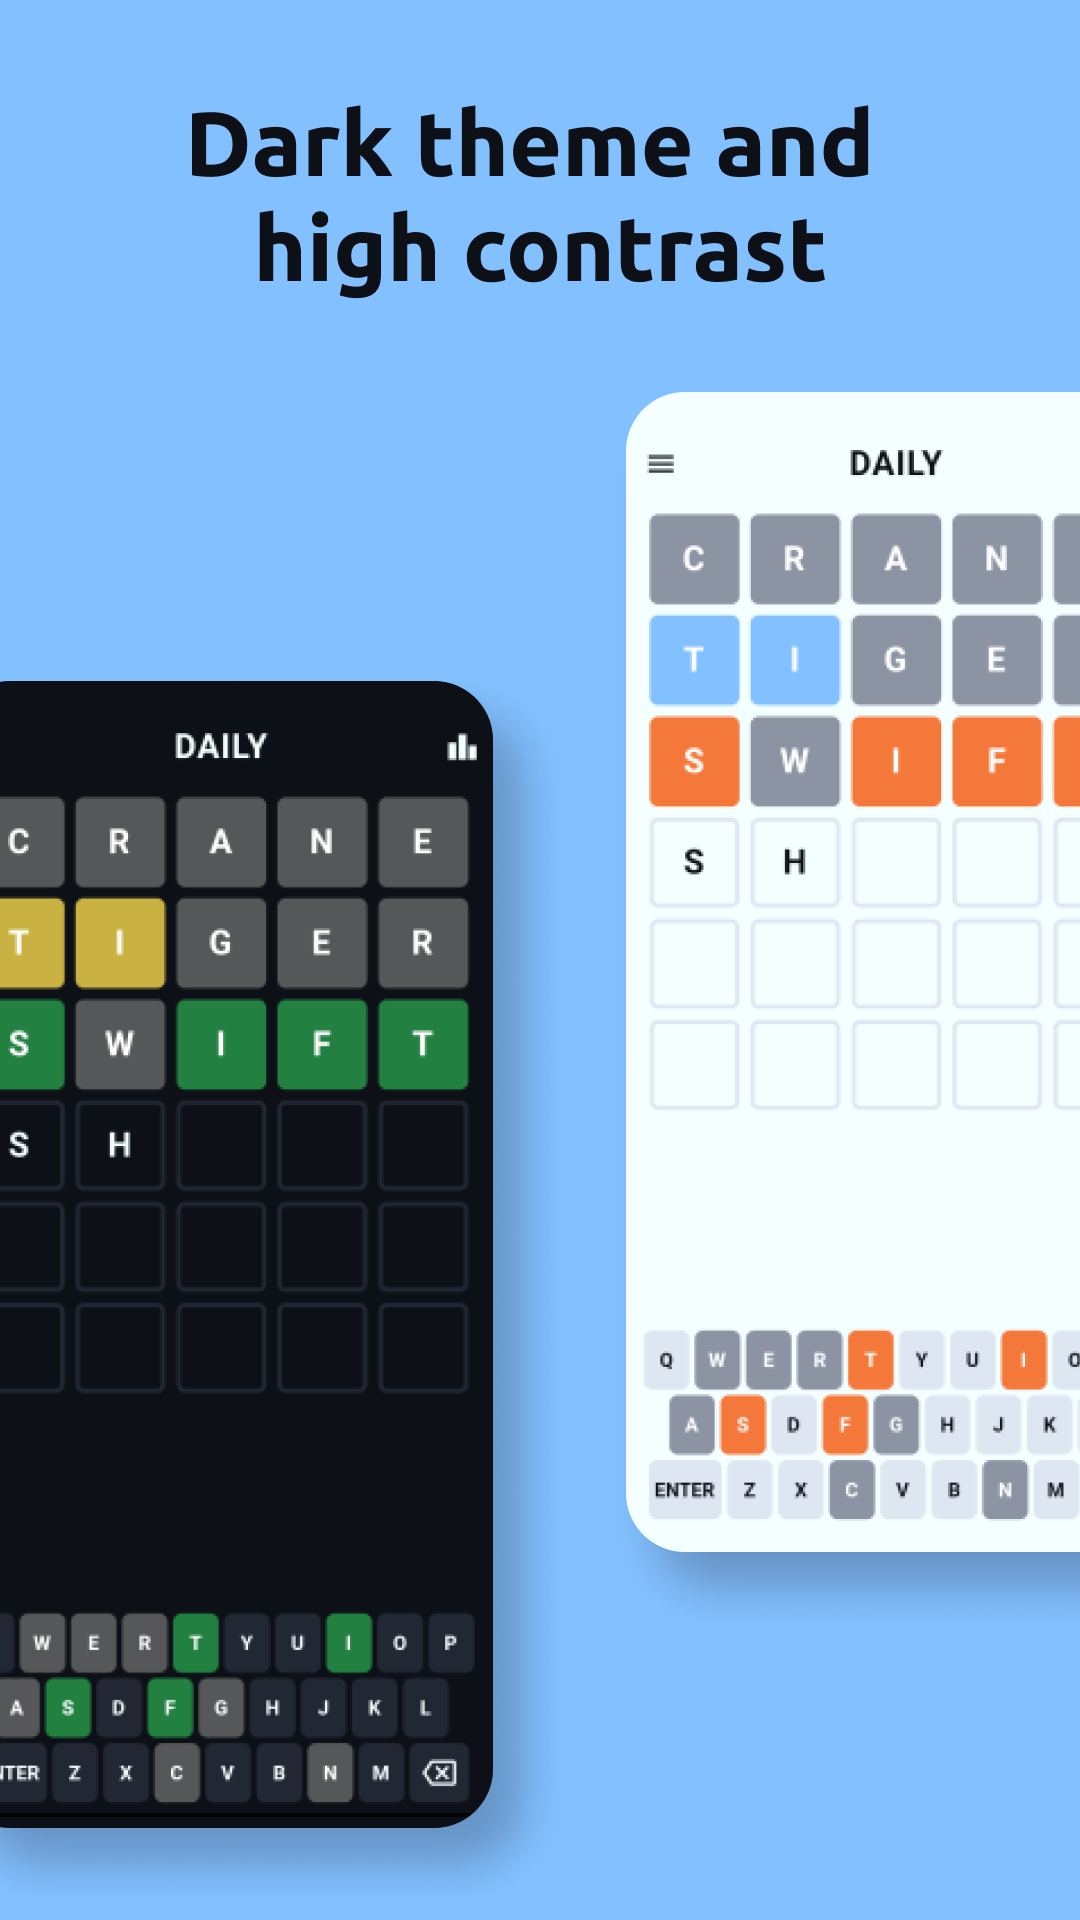 Dark theme and
high contrast
DAILY
C R A N
T I G E
S W I F
S H
Q W E R T Y U I O
A S D F G H J K
ENTER Z X C V B N M
DAILY
C R A N E
T I G E R
S W I F T
S H
W E R T Y U I O P
A S D F G H J K L
NTER Z X C V B N M